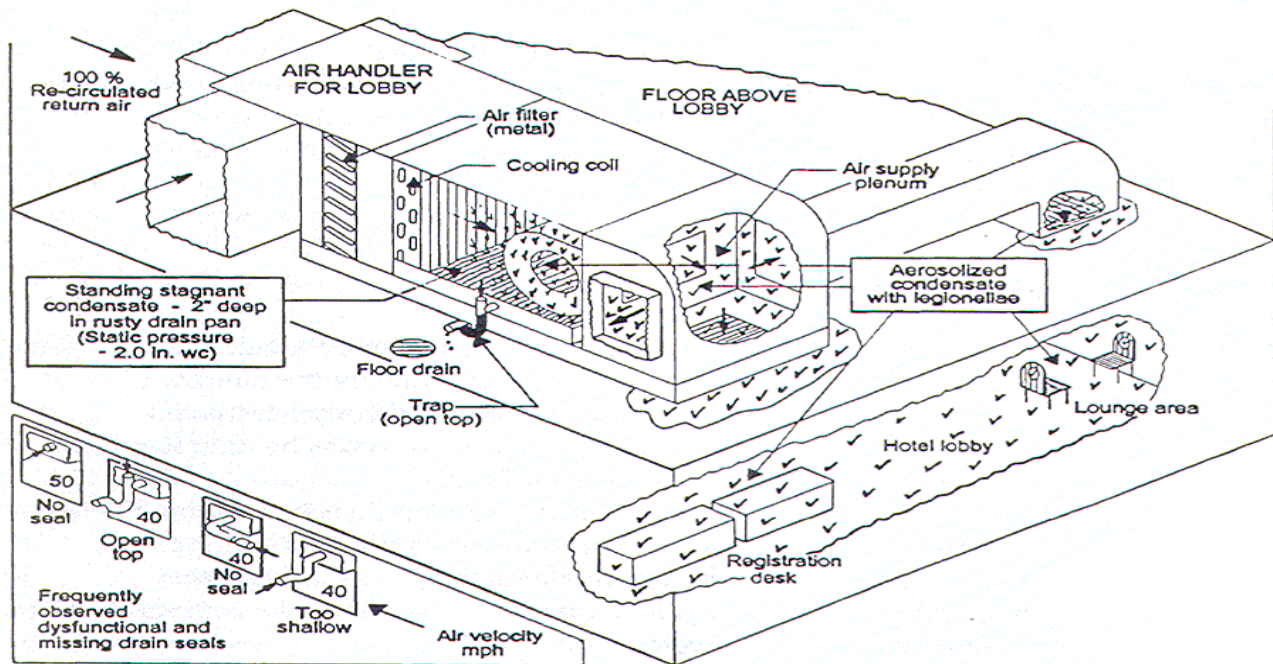 100 %
Re-circulated
return air
AIR HANDLER
FOR LOBBY
FLOOR ABOVE
LOBBY
Air filter
(metal)
Cooling coil
Air supply
plenum
Standing stagnant
condensate - 2" deep
in rusty drain pan
(Static pressure
- 2.0 in. wc)
Aerosolized
condensate
with legionellae
Floor drain
Trap
(open top)
Lounge area
Hotel lobby
Registration
desk
50
No
seal
40
Open
top
40
No
seal
40
Too
shallow
Frequently
observed
dysfunctional and
missing drain seals
Air velocity
mph